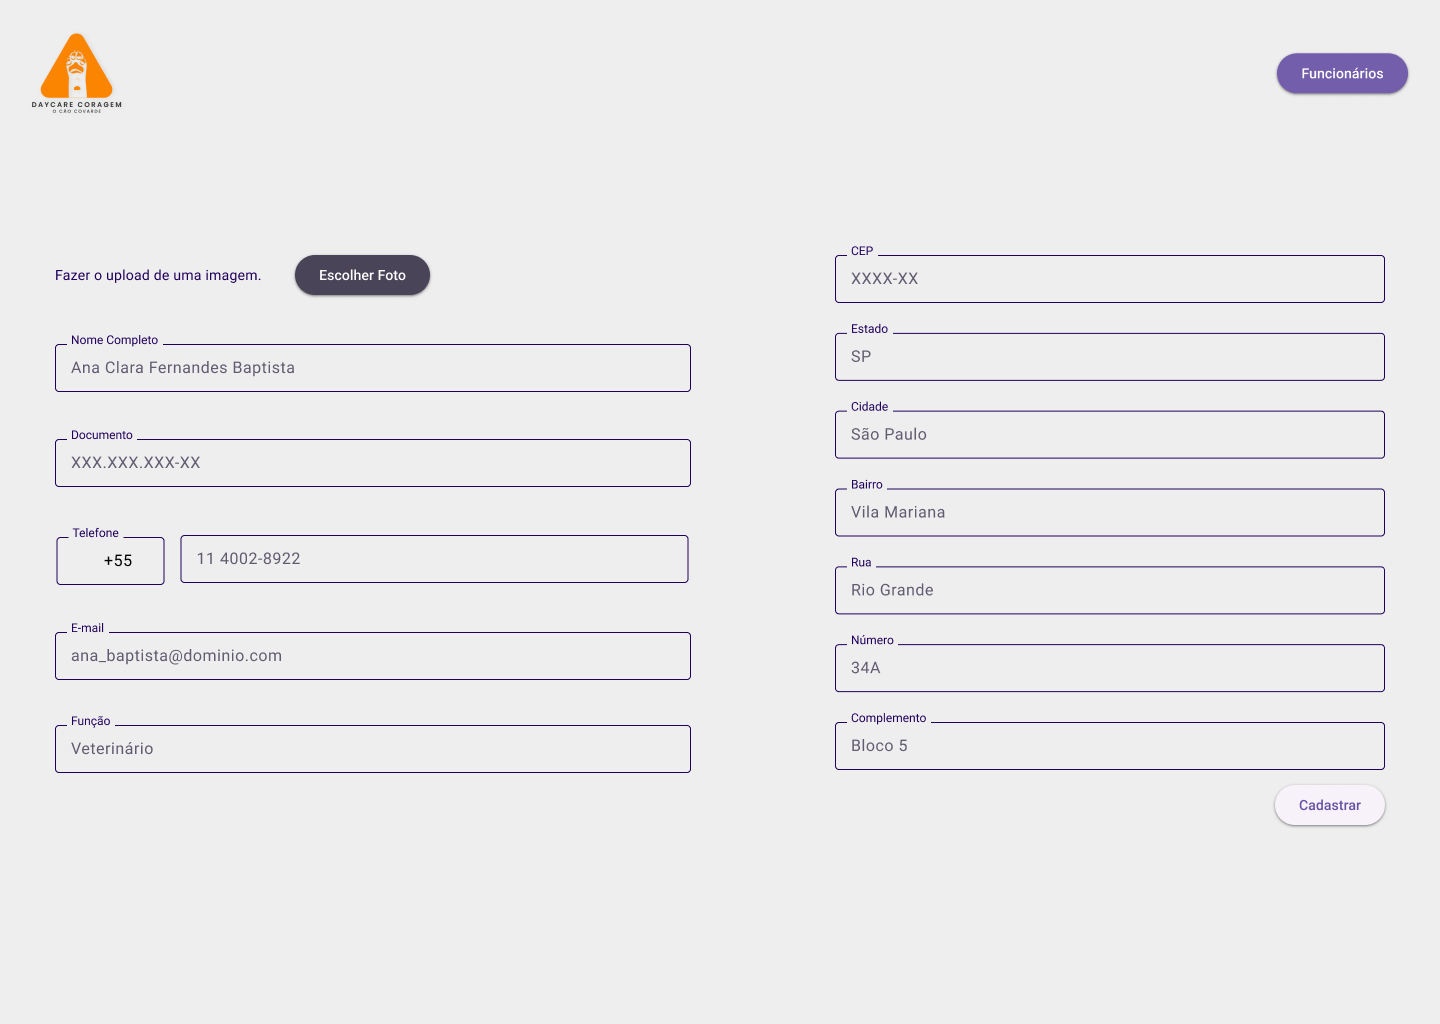 DAYCARE CORAGEM
O CÃO COVARDE
Funcionários
Fazer o upload de uma imagem.
Escolher Foto
Nome Completo
Ana Clara Fernandes Baptista
Documento
XXX.XXX.XXX-XX
Telefone
+55
11 4002-8922
E-mail
ana_baptista@dominio.com
Função
Veterinário
CEP
XXXX-XX
Estado
SP
Cidade
São Paulo
Bairro
Vila Mariana
Rua
Rio Grande
Número
34A
Complemento
Bloco 5
Cadastrar